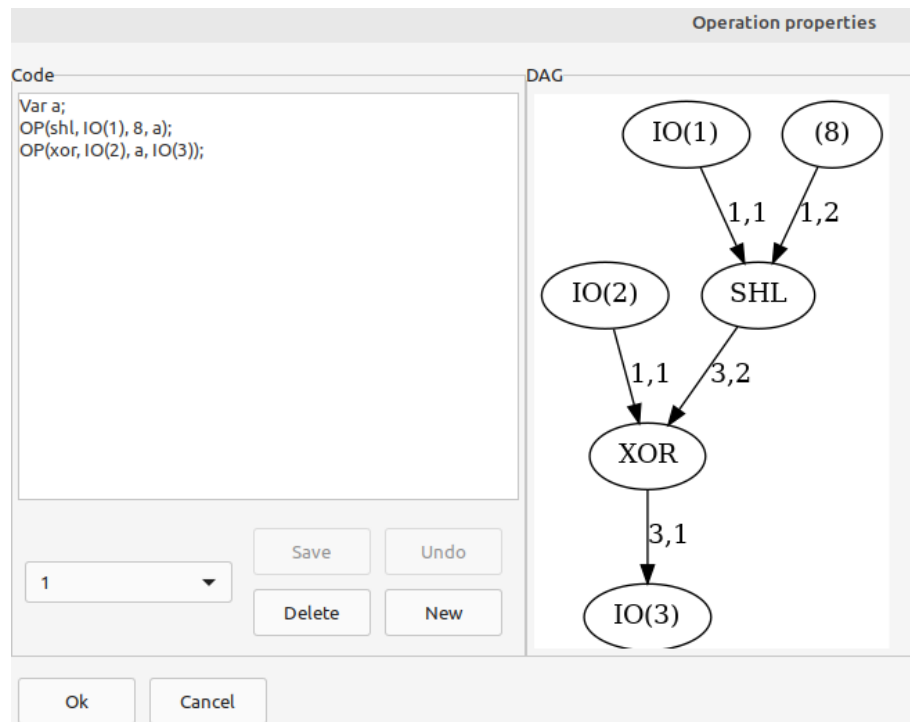 Operation properties
Code
Var a;
OP(shl, IO(1), 8, a);
OP(xor, IO(2), a, IO(3));
1
Save
Undo
Delete
New
Ok
Cancel
DAG
IO(1)
(8)
1,1
1,2
IO(2)
SHL
1,1
3,2
XOR
3,1
IO(3)